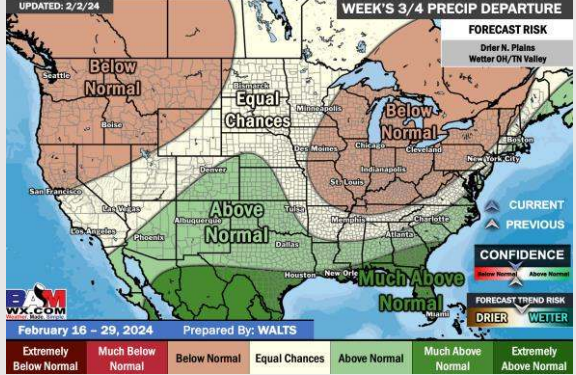 UPDATED: 2/2/24
WEEK'S 3/4 PRECIP DEPARTURE
FORECAST RISK
Drier N. Plains
Wetter OH/TN Valley
Seattle
Below
Normal
Boise
Bismarck
Equal
Chances
Minneapolis
Below
Normal
Boston
Des Moines
Chicago
Cleveland
New York City
Indianapolis
San Francisco
Denver
St. Louis
Las Vegas
Above
Normal
Tulsa
Memphis
Charlotte
Los Angeles
Albuquerque
Phoenix
Dallas
Atlanta
Houston
New Orle
Much Above
Normal
Miami
CURRENT
PREVIOUS
CONFIDENCE
Below Normal
Above Normal
FORECAST TREND RISK
DRIER
WETTER
BAM
WX.COM
Weather. Made. Simple.
February 16 – 29, 2024
Prepared By: WALTS
Extremely
Below Normal
Much Below
Normal
Below Normal
Equal Chances
Above Normal
Much Above
Normal
Extremely
Above Normal